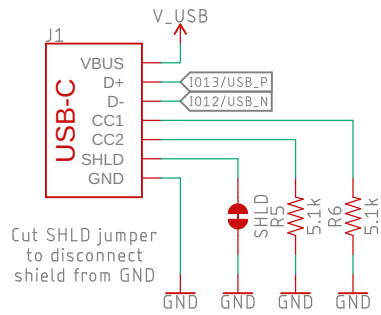 V_USB
J1
USB-C
VBUS
D+
D-
CC1
CC2
SHLD
GND
IO13/USB_P
IO12/USB_N
SHLD
R5
5.1k
R6
5.1k
Cut SHLD jumper
to disconnect
shield from GND
GND
GND
GND
GND